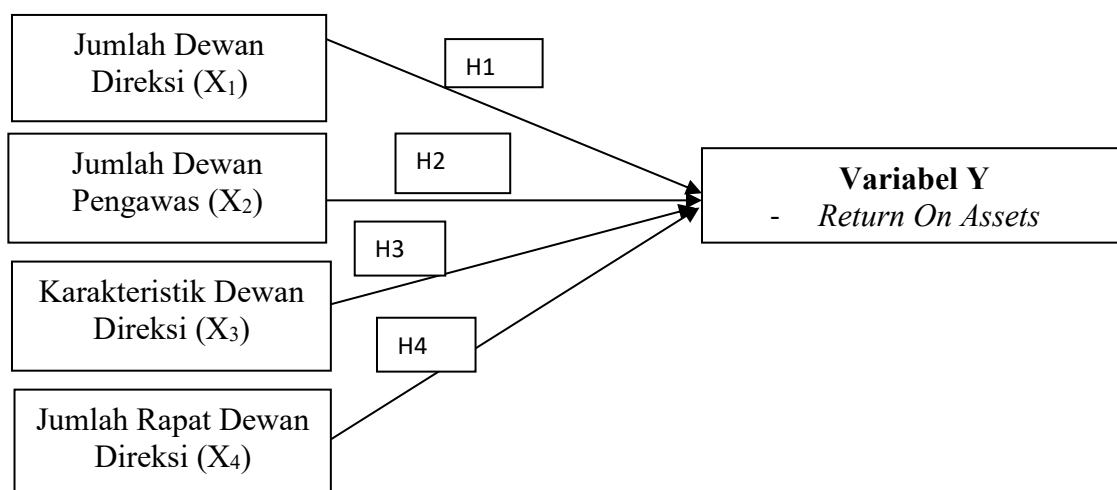 Jumlah Dewan
Direksi (X₁)
H1
Jumlah Dewan
Pengawas (X₂)
H2
Karakteristik Dewan
Direksi (X₃)
H3
Jumlah Rapat Dewan
Direksi (X₄)
H4
Variabel Y
- Return On Assets